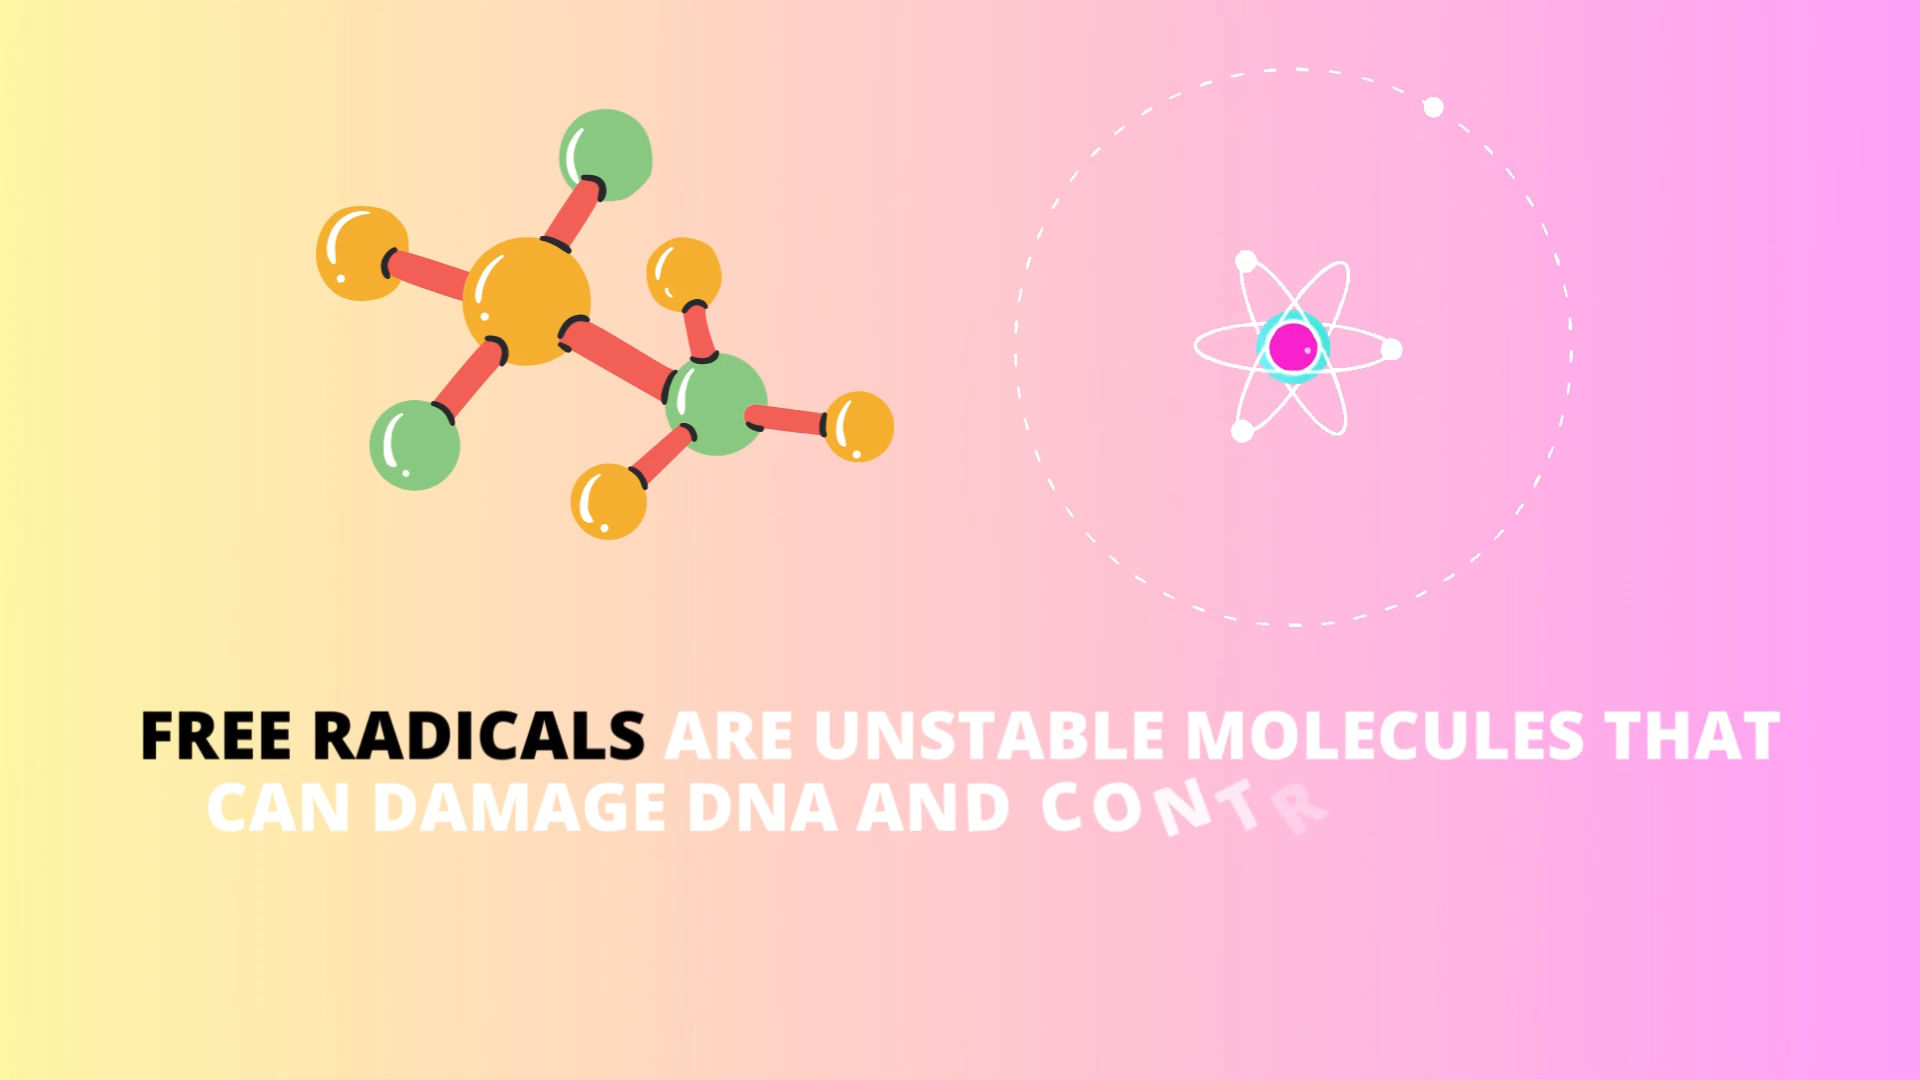 FREE RADICALS ARE UNSTABLE MOLECULES THAT
CAN DAMAGE DNA AND CONTR